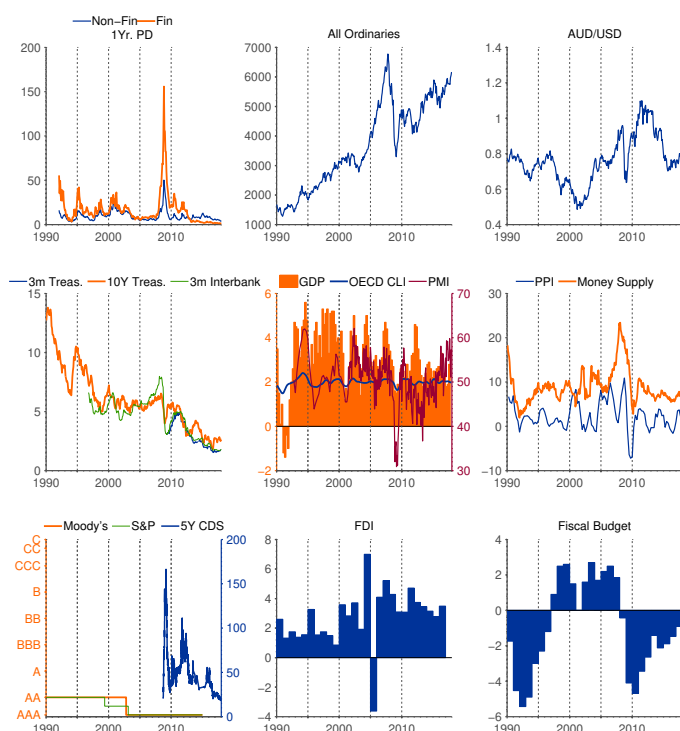 Non−Fin Fin
1Yr. PD
200
150
100
50
0
1990 2000 2010
All Ordinaries
7000
6000
5000
4000
3000
2000
1000
1990 2000 2010
AUD/USD
1.4
1.2
1
0.8
0.6
0.4
1990 2000 2010
3m Treas. 10Y Treas. 3m Interbank
15
10
5
0
1990 2000 2010
GDP OECD CLI PMI
6
4
2
0
−2
70
60
50
40
30
1990 2000 2010
PPI Money Supply
30
20
10
0
−10
1990 2000 2010
Moody's S&P 5Y CDS
C
CC
CCC
B
BB
BBB
A
AA
AAA
200
150
100
50
0
1990 2000 2010
FDI
8
6
4
2
0
−2
−4
1990 2000 2010
Fiscal Budget
4
2
0
−2
−4
−6
1990 2000 2010